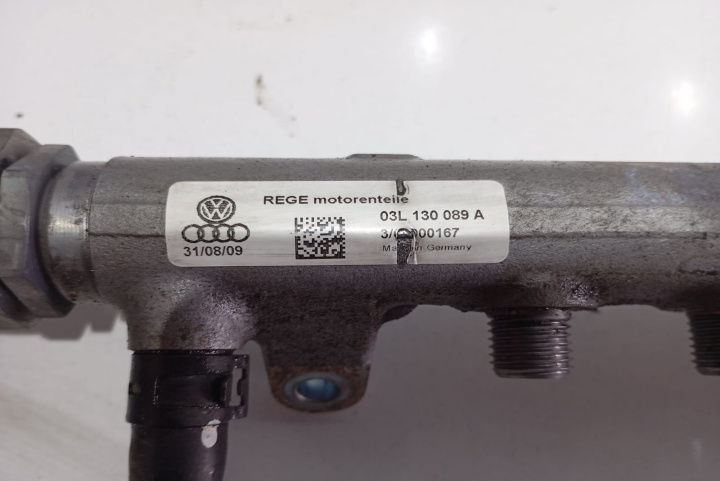 REGE motorenteile
03L 130 089 A
31/08/09
Germany